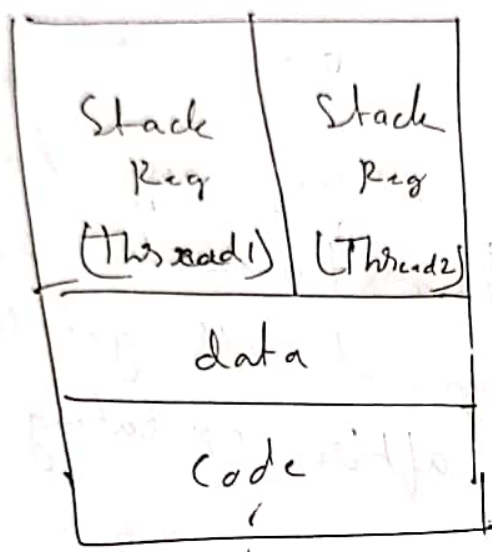 Stack
Reg
(Thread1)
Stack
Reg
(Thread2)
data
Code